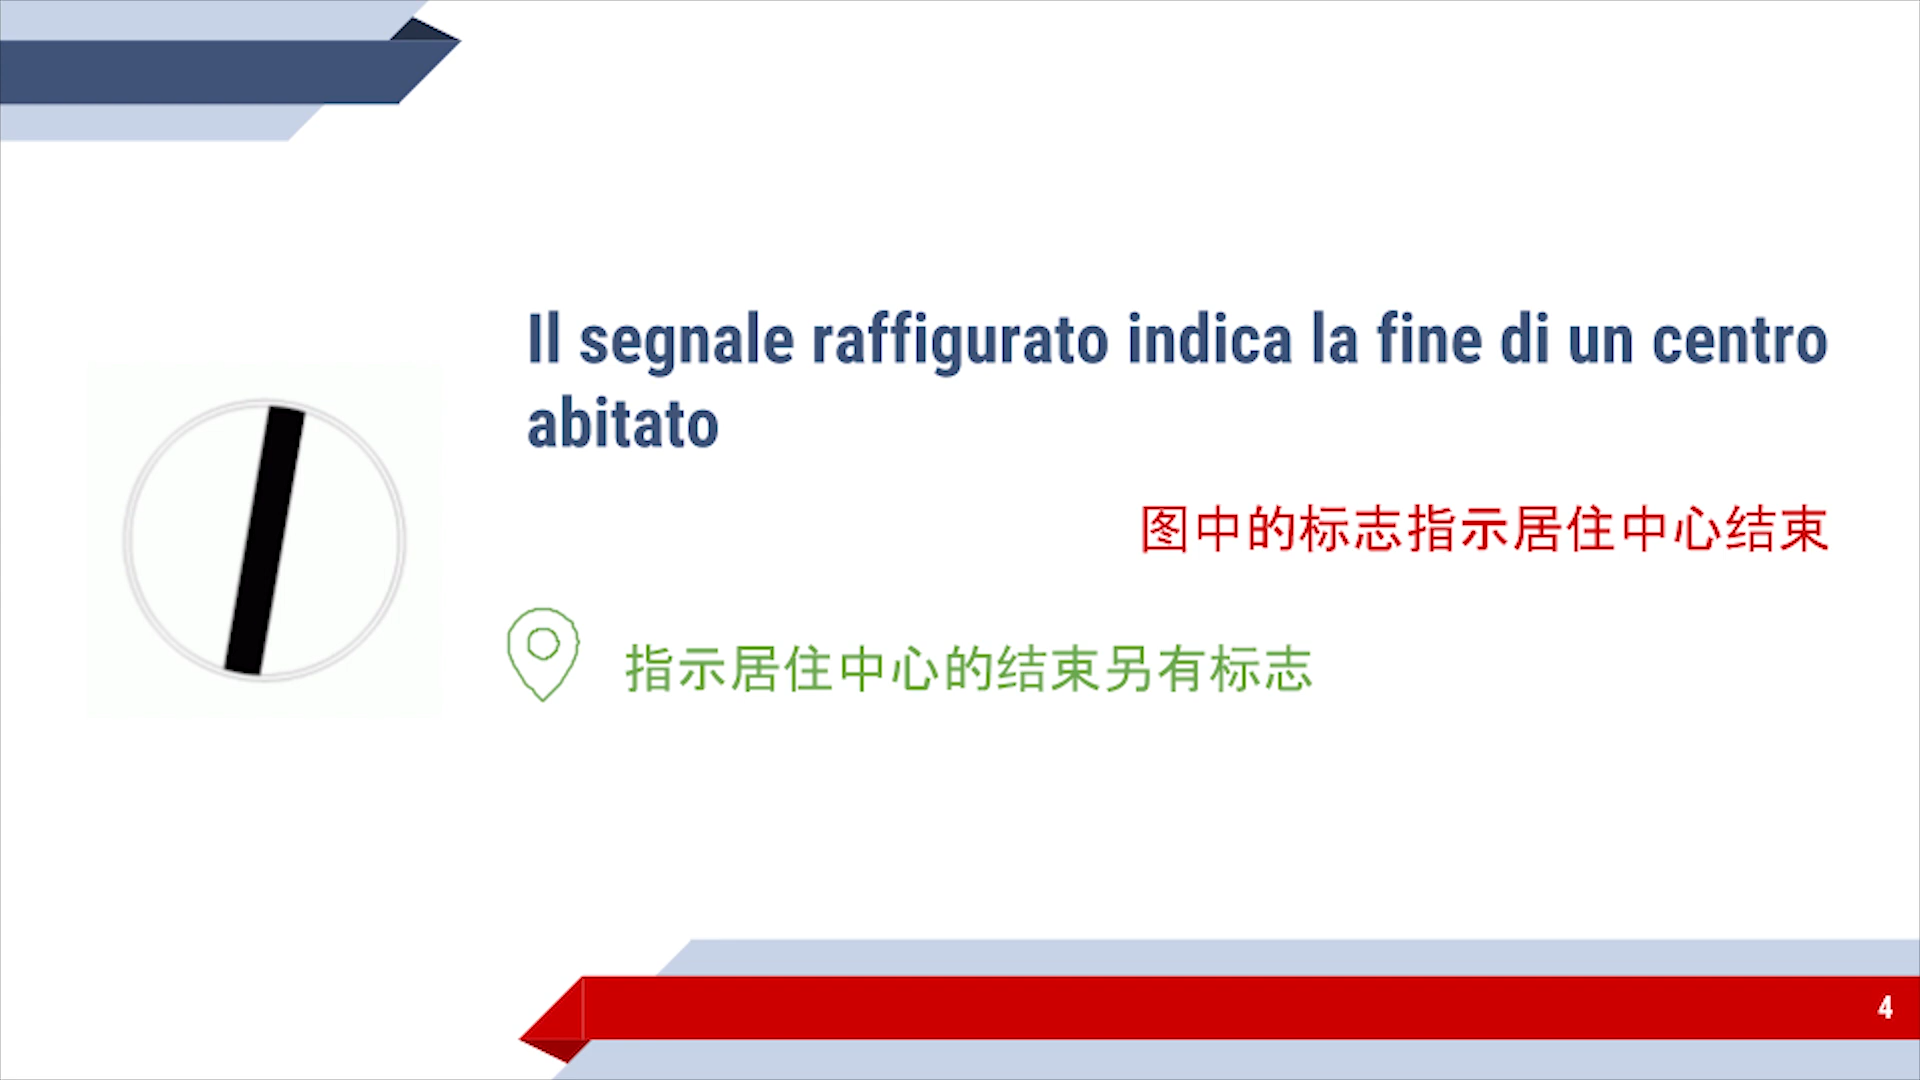 Il segnale raffigurato indica la fine di un centro
abitato
图中的标志指示居住中心结束
指示居住中心的结束另有标志
4